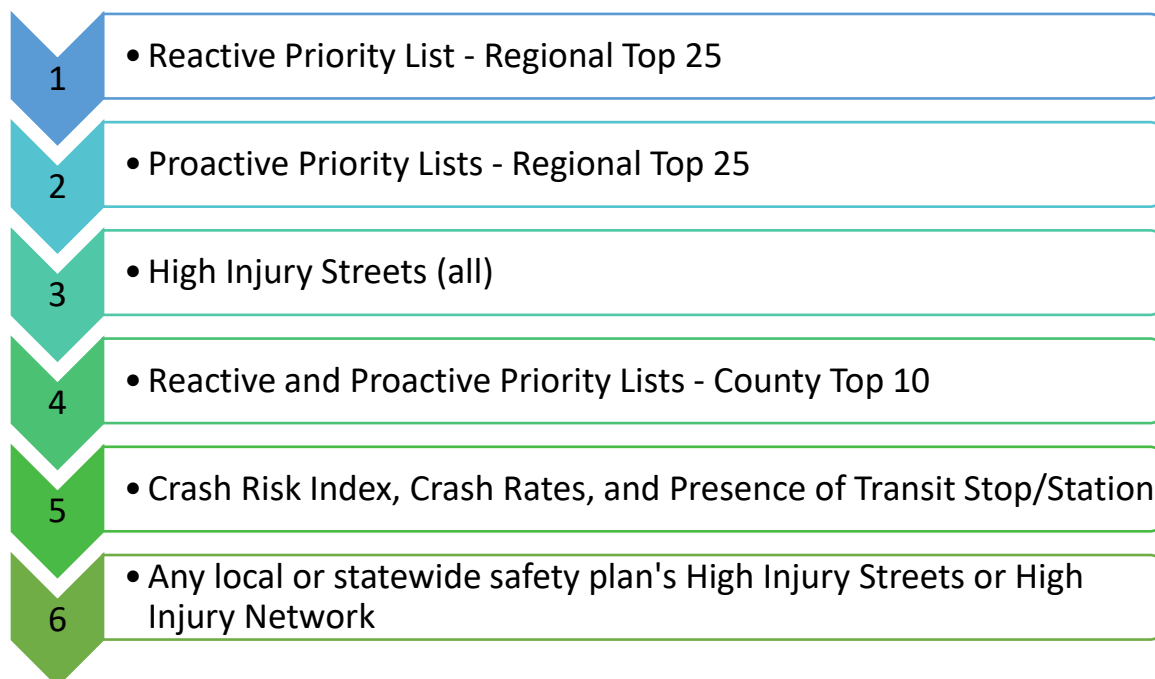 1
• Reactive Priority List - Regional Top 25
2
• Proactive Priority Lists - Regional Top 25
3
• High Injury Streets (all)
4
• Reactive and Proactive Priority Lists - County Top 10
5
• Crash Risk Index, Crash Rates, and Presence of Transit Stop/Station
6
• Any local or statewide safety plan's High Injury Streets or High
Injury Network